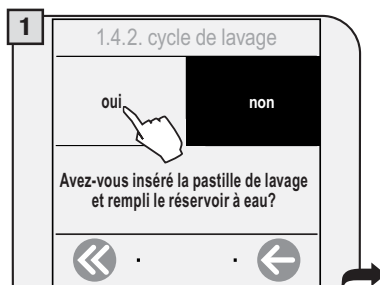 1
1.4.2. cycle de lavage
oui non
Avez-vous inséré la pastille de lavage
et rempli le réservoir à eau?